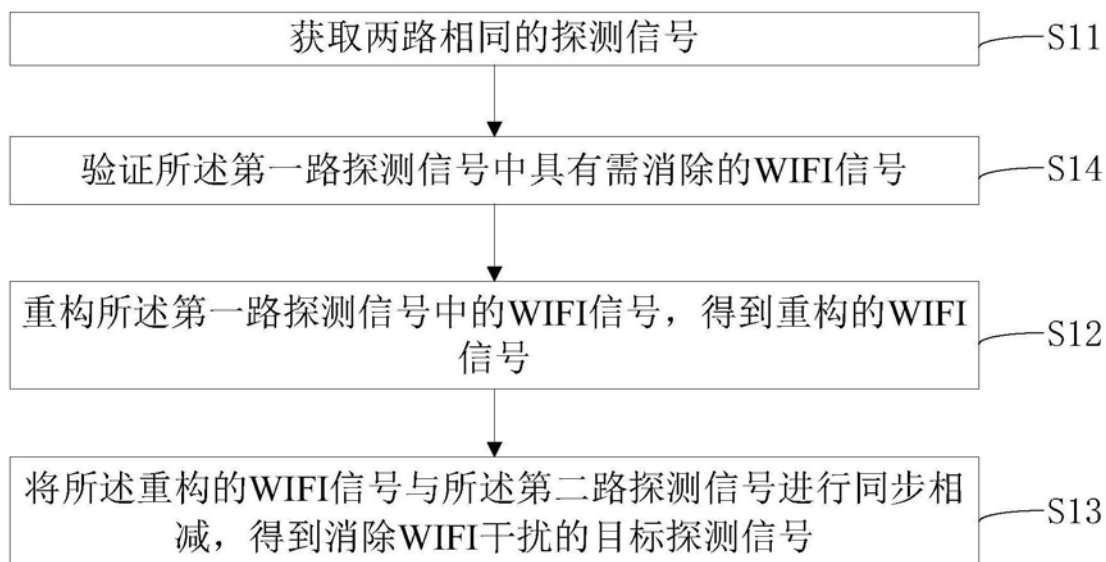 获取两路相同的探测信号
S11
验证所述第一路探测信号中具有需消除的WIFI信号
S14
重构所述第一路探测信号中的WIFI信号，得到重构的WIFI
信号
S12
将所述重构的WIFI信号与所述第二路探测信号进行同步相
减，得到消除WIFI干扰的目标探测信号
S13